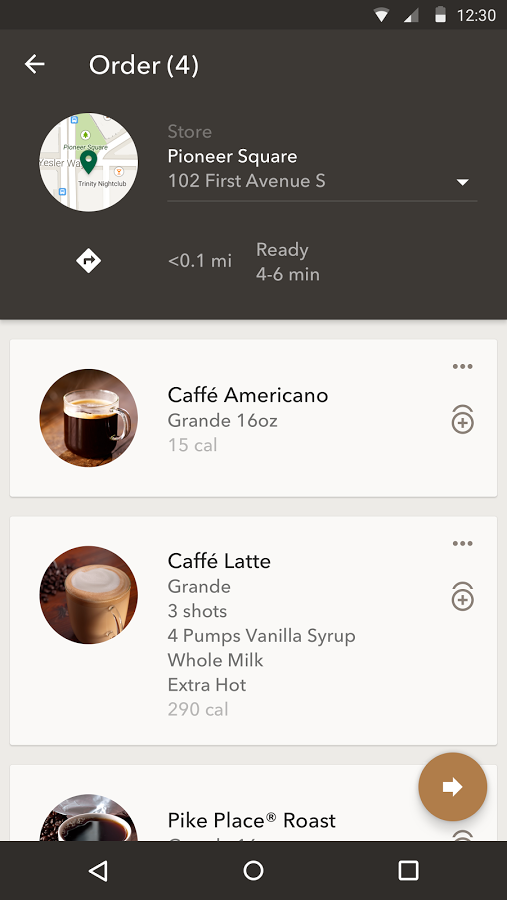 12:30
Order (4)
Pioneer Square
Yesler Wa
Trinity Nightclub
Store
Pioneer Square
102 First Avenue S
<0.1 mi
Ready
4-6 min
Caffé Americano
Grande 16oz
15 cal
Caffé Latte
Grande
3 shots
4 Pumps Vanilla Syrup
Whole Milk
Extra Hot
290 cal
Pike Place® Roast